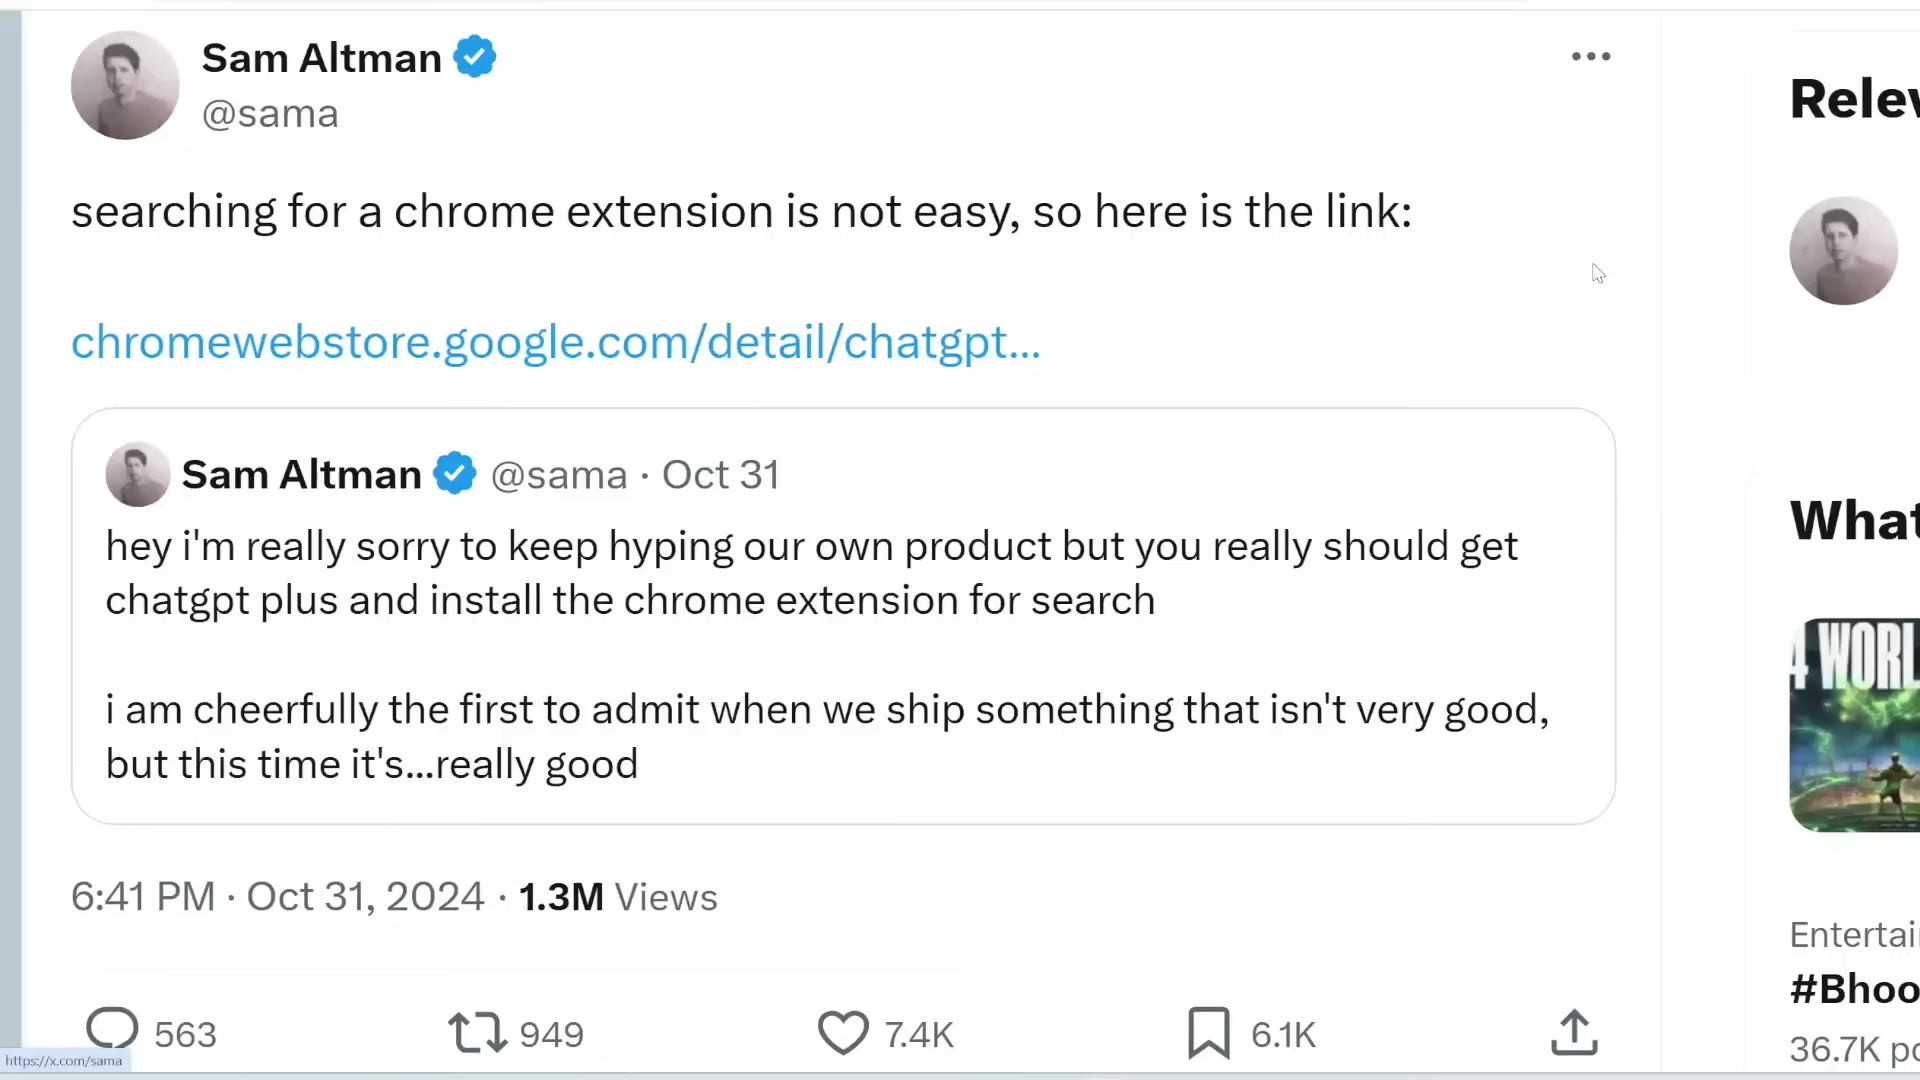 Sam Altman
@sama
searching for a chrome extension is not easy, so here is the link:
chromewebstore.google.com/detail/chatgpt...
Sam Altman @sama · Oct 31
hey i'm really sorry to keep hyping our own product but you really should get
chatgpt plus and install the chrome extension for search
i am cheerfully the first to admit when we ship something that isn't very good,
but this time it's...really good
6:41 PM · Oct 31, 2024 · 1.3M Views
563 949 7.4K 6.1K
https://x.com/sama
Relev
What
4 WORL
Entertai
#Bhoo
36.7K po